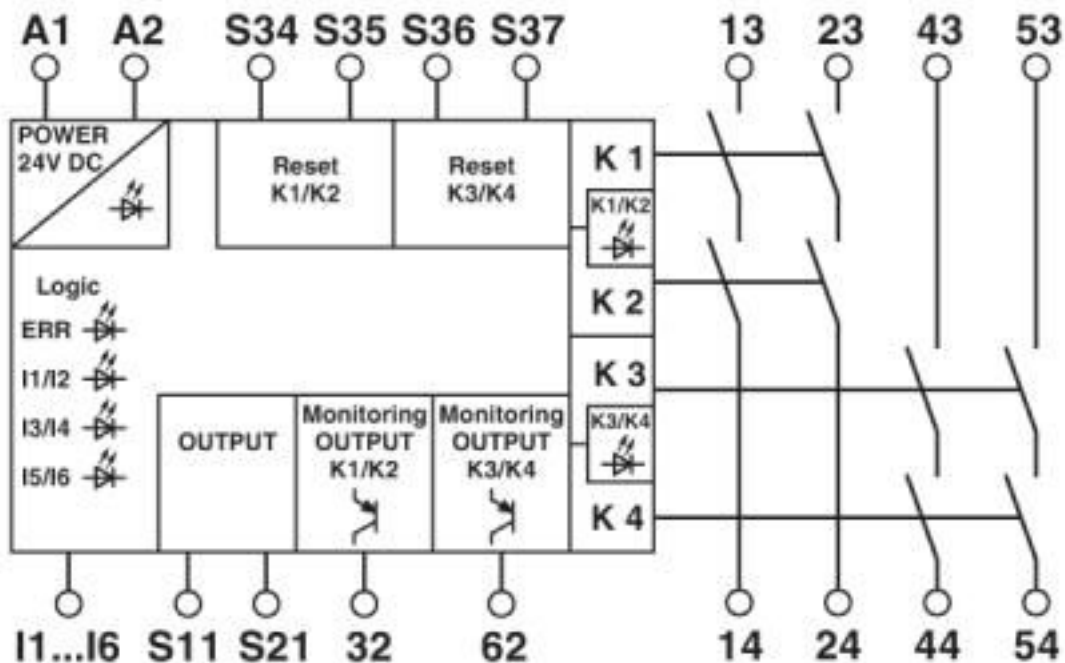 A1 A2 S34 S35 S36 S37 13 23 43 53
POWER
24V DC
Reset
K1/K2
Reset
K3/K4
K 1
K1/K2
K 2
Logic
ERR
I1/I2
I3/I4
I5/I6
K 3
K3/K4
K 4
OUTPUT
Monitoring
OUTPUT
K1/K2
Monitoring
OUTPUT
K3/K4
I1...I6 S11 S21 32 62 14 24 44 54